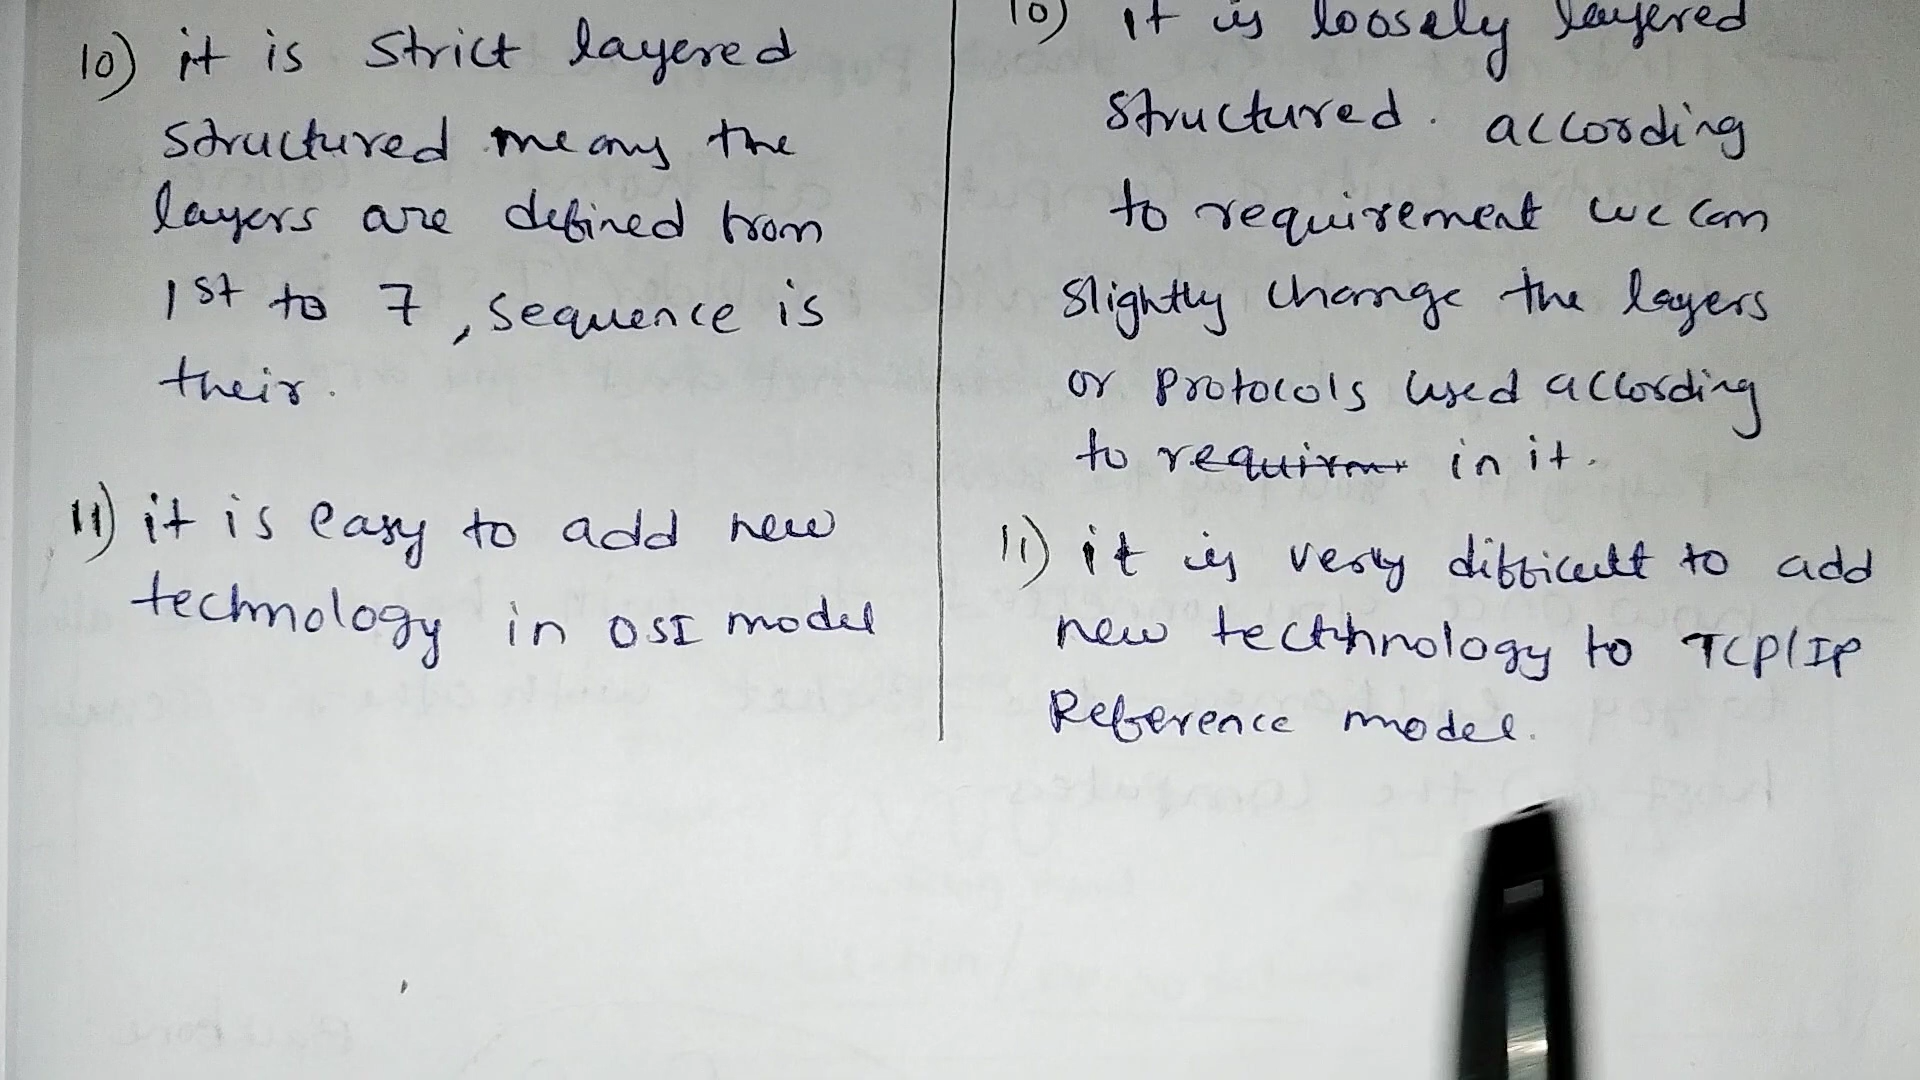 10) it is strict layered
structured means the
layers are defined from
1st to 7, sequence is
their.
11) it is easy to add new
technology in OSI model
10) it is loosely layered
structured. according
to requirement we can
slightly change the layers
or protocols used according
to in it.
11) it is very difficult to add
new techhnology to TCP/IP
Reference model.